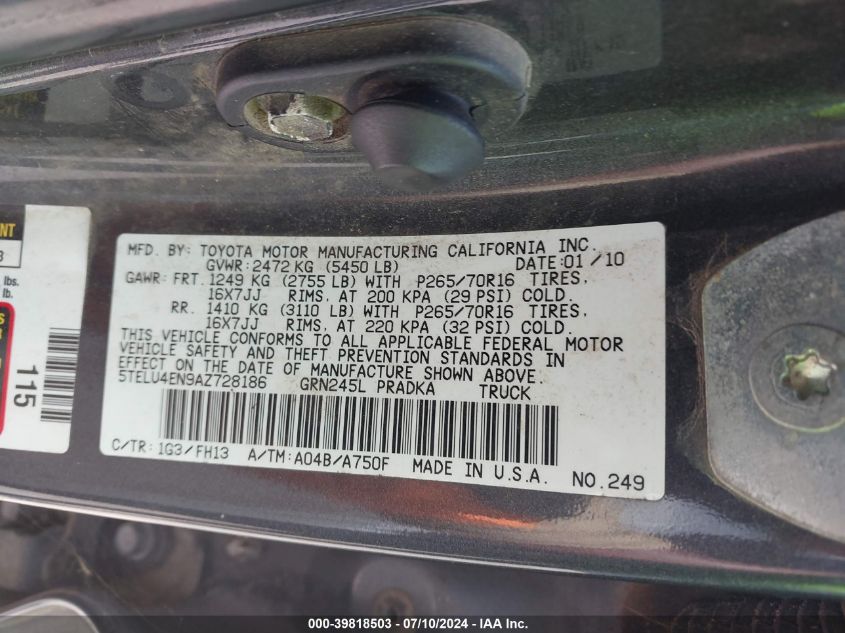 NT
3
lbs.
lb.
S
115
MFD. BY: TOYOTA MOTOR MANUFACTURING CALIFORNIA INC.
GVWR: 2472 KG (5450 LB) DATE: 01/10
GAWR: FRT. 1249 KG (2755 LB) WITH P265/70R16 TIRES,
16X7JJ RIMS, AT 200 KPA (29 PSI) COLD.
RR. 1410 KG (3110 LB) WITH P265/70R16 TIRES,
16X7JJ RIMS, AT 220 KPA (32 PSI) COLD.
THIS VEHICLE CONFORMS TO ALL APPLICABLE FEDERAL MOTOR
VEHICLE SAFETY AND THEFT PREVENTION STANDARDS IN
EFFECT ON THE DATE OF MANUFACTURE SHOWN ABOVE.
5TELU4EN9AZ728186 GRN245L PRADKA TRUCK
C/TR: 1G3/FH13 A/TM: A04B/A750F MADE IN U.S.A. NO.249
000-39818503 - 07/10/2024 - IAA Inc.